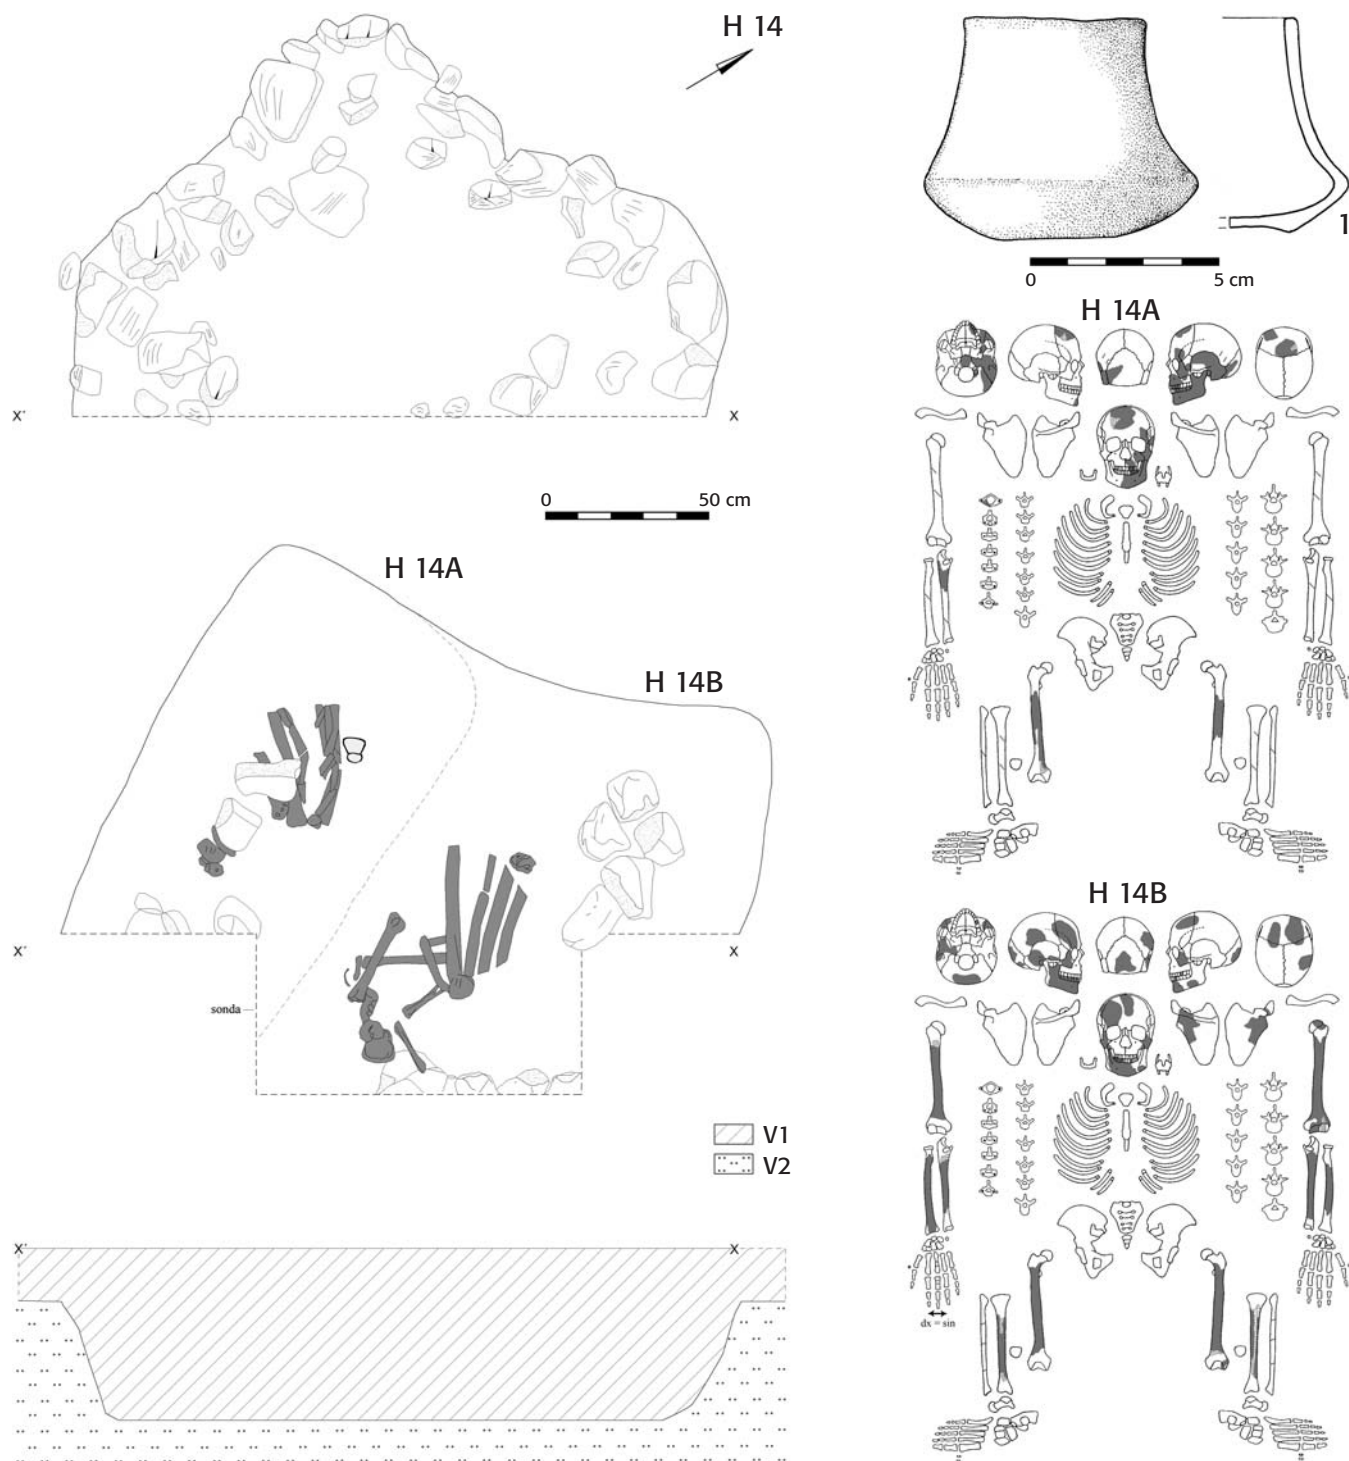 H 14
1
0 5 cm
H 14A
X' X
0 50 cm
H 14A
H 14B
H 14B
X' X
sonda
V1
V2
X' X
dx = sin